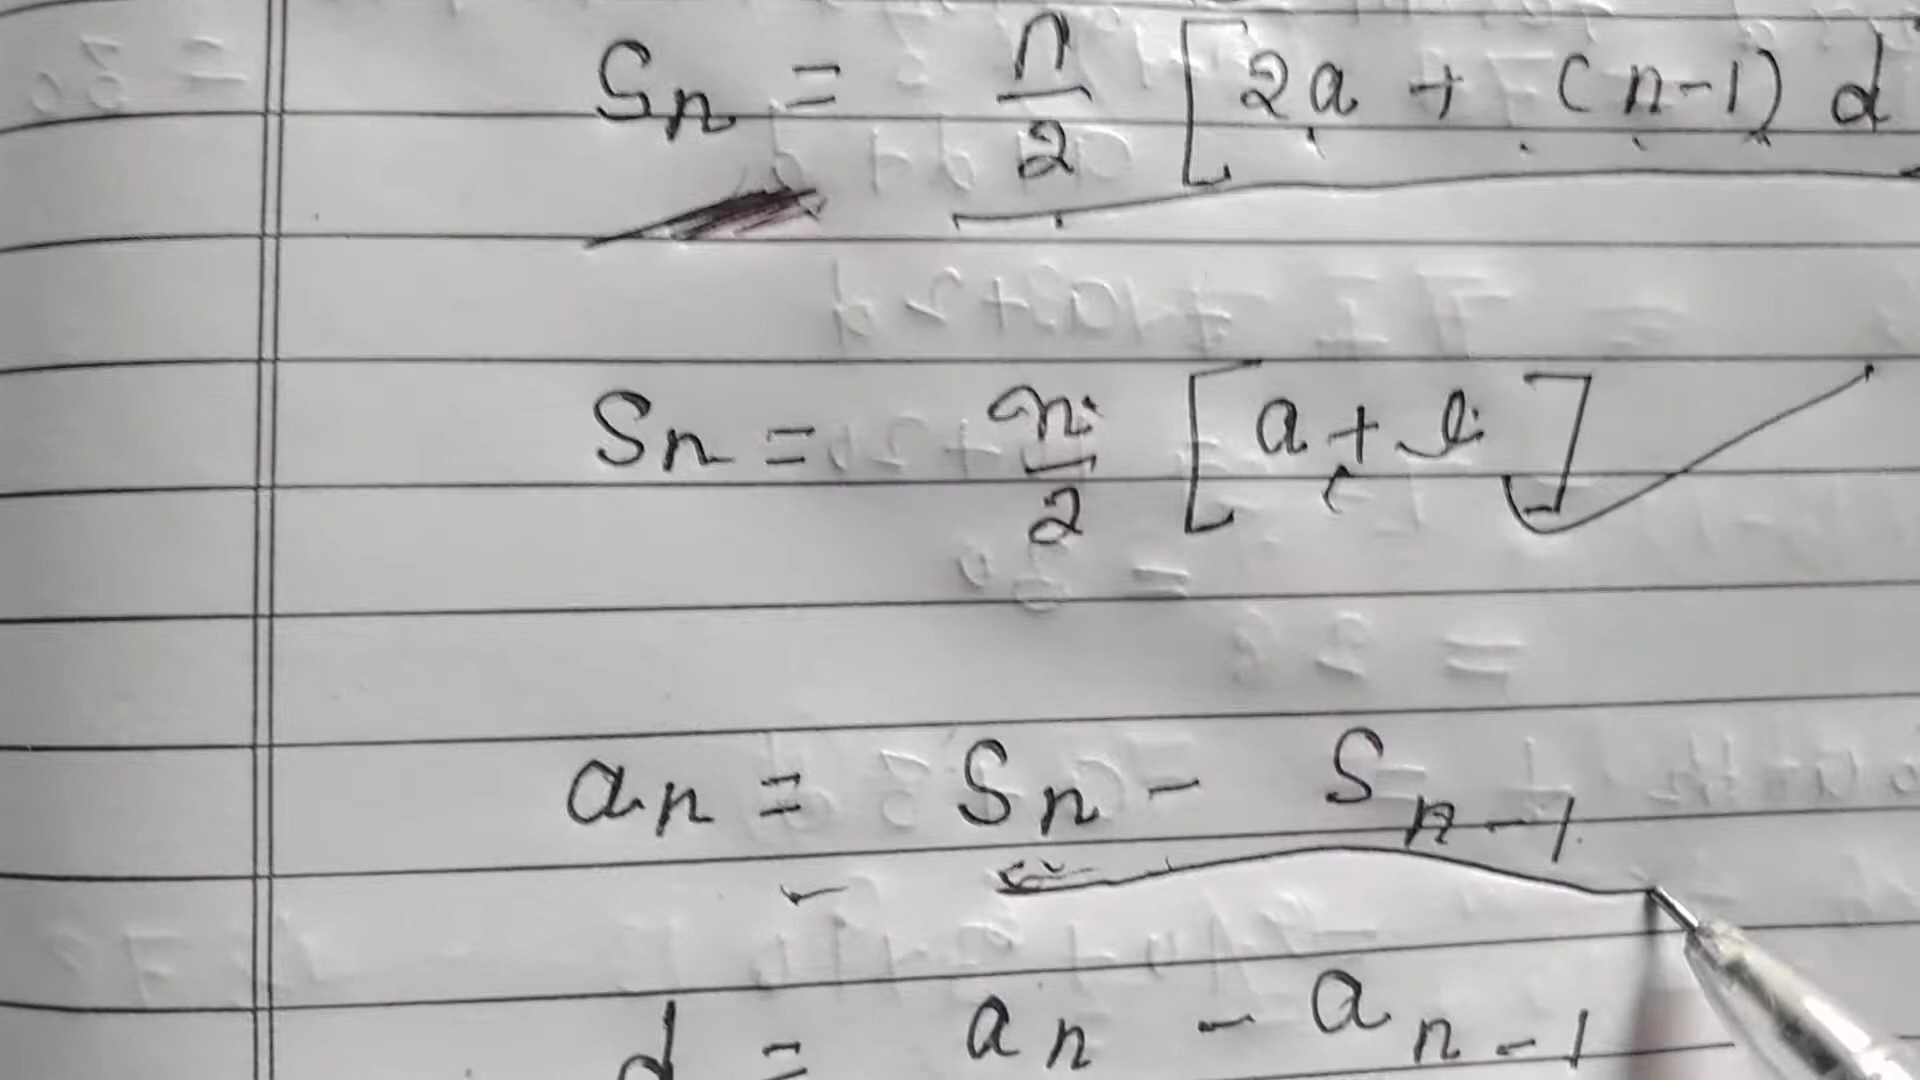 Sn = n/2 [2a + (n-1) d]
Sn = n/2 [a + l]
an = Sn - Sn-1
d = an - an-1